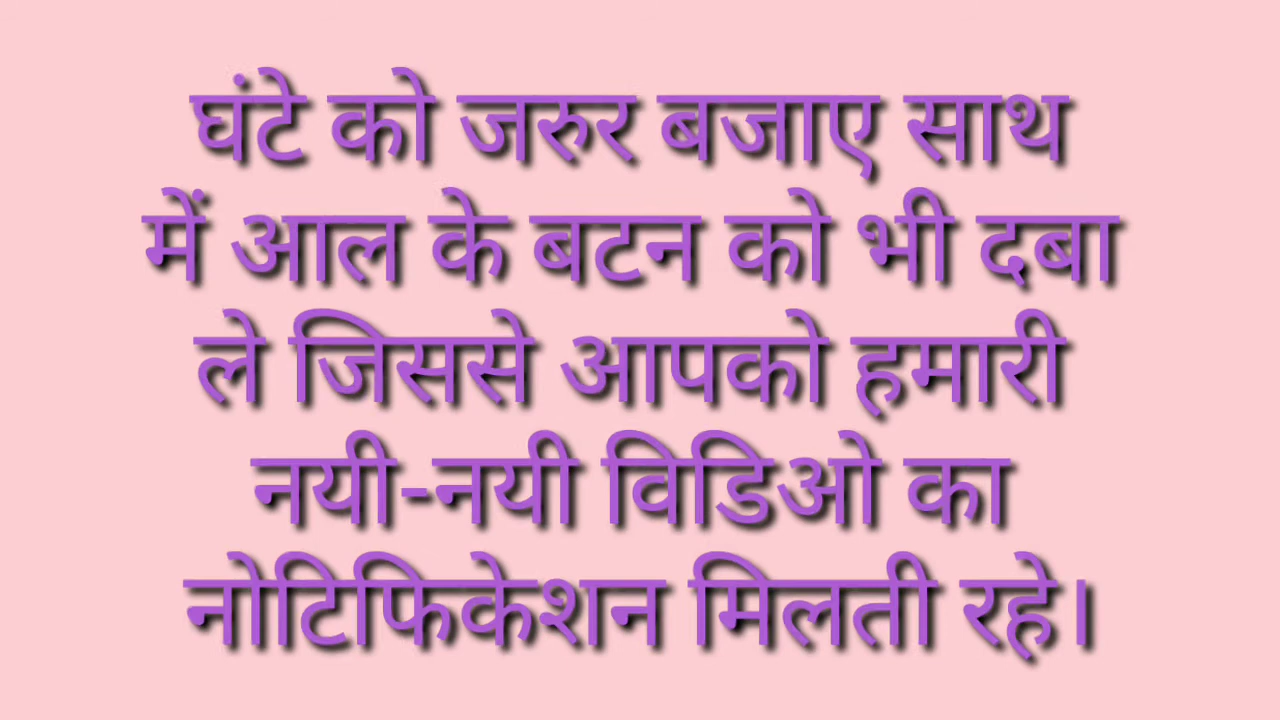 घंटे को जरुर बजाए साथ
में आल के बटन को भी दबा
ले जिससे आपको हमारी
नयी-नयी विडिओ का
नोटिफिकेशन मिलती रहे।